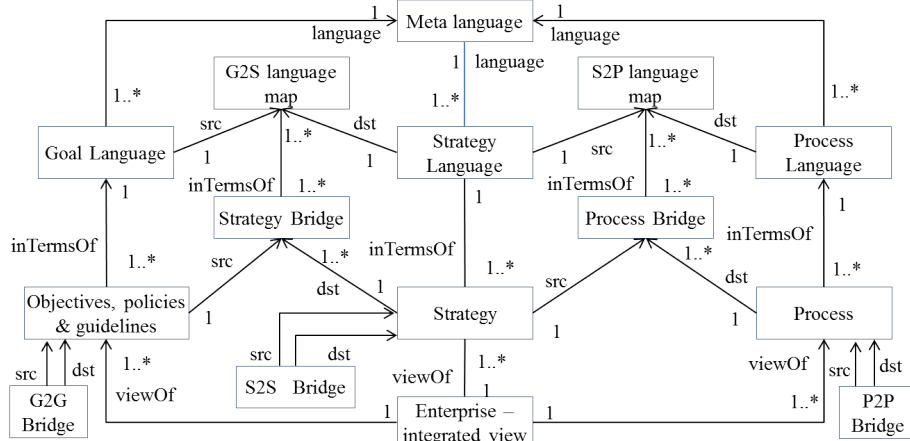 1
1
Meta language
language
language
1
language
G2S language
map
S2P language
map
1..*
1..*
1..*
src
dst
src
dst
Goal Language
1
1..*
1
Strategy
Language
1
1..*
1
Process
Language
1
inTermsOf
1..*
1
inTermsOf
1..*
1
Strategy Bridge
Process Bridge
inTermsOf
src
1..*
inTermsOf
1..*
inTermsOf
1..*
dst
1
1..*
src
dst
1..*
Objectives, policies
& guidelines
1
Strategy
1
1
Process
src
dst
1..*
viewOf
src
dst
viewOf
1..*
viewOf
src
dst
G2G
Bridge
S2S Bridge
1
1
Enterprise –
integrated view
1
1..*
P2P
Bridge